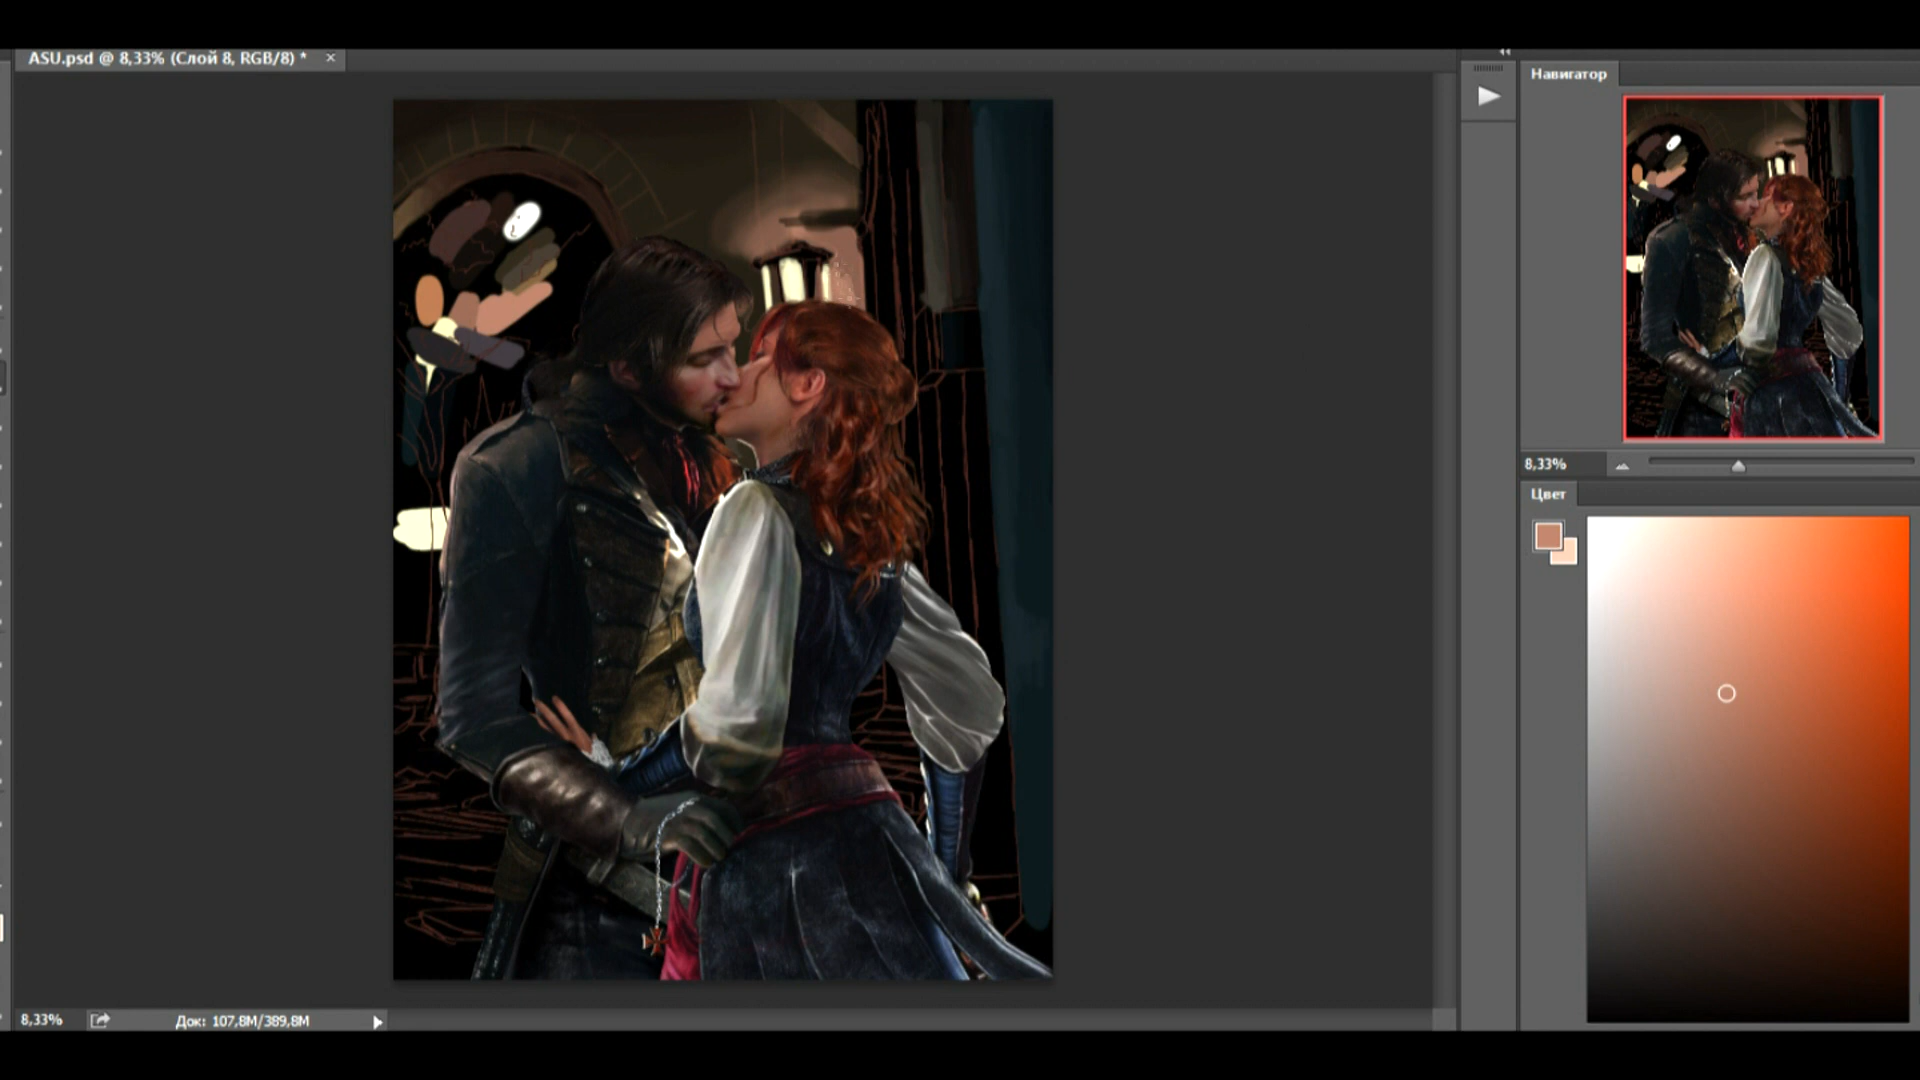 ASU.psd @ 8,33% (Слой 8, RGB/8) *
Навигатор
8,33%
Цвет
8,33%
Док: 107,8M/389,8M